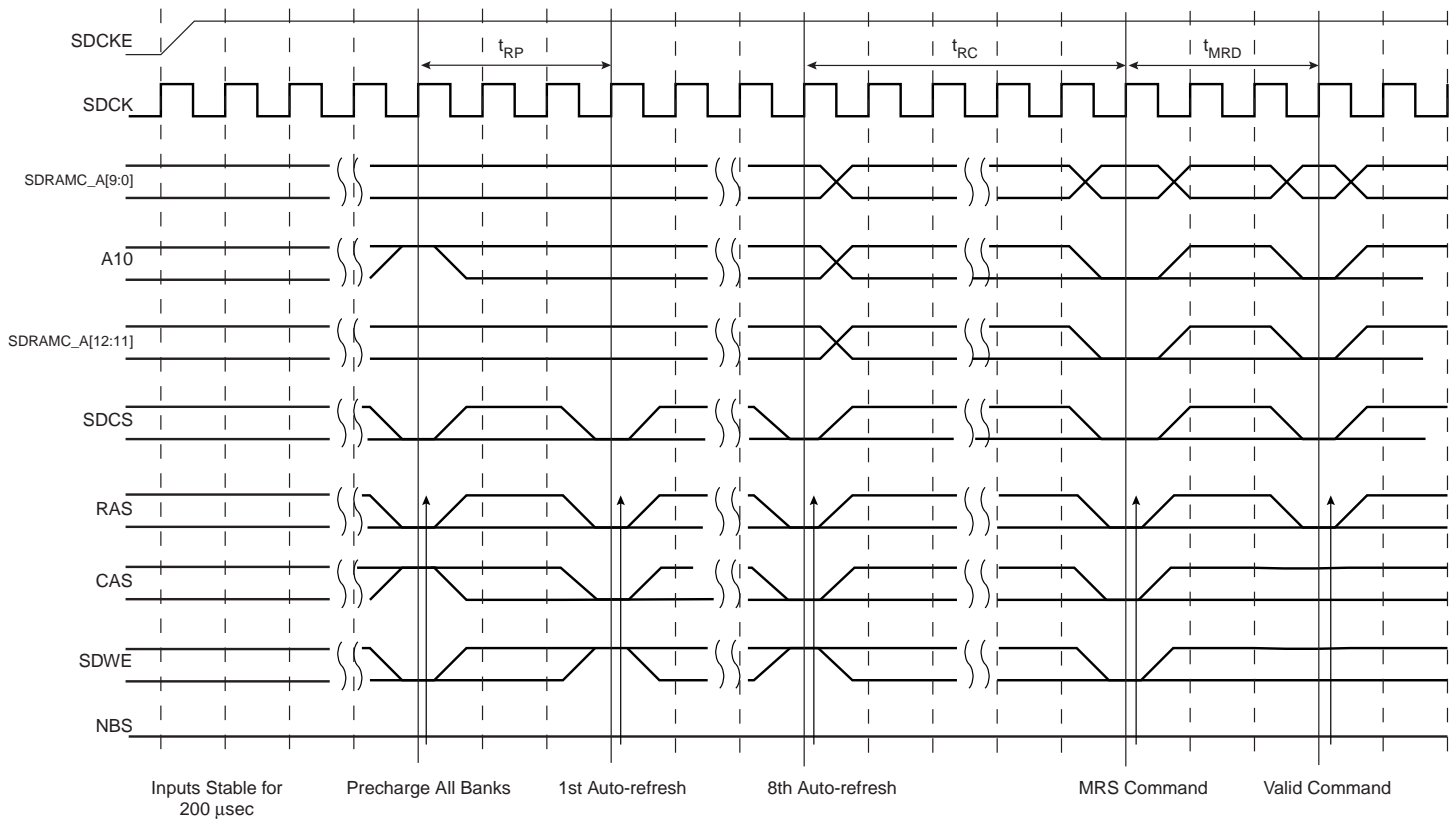 SDCKE
tRP
tRC
tMRD
SDCK
SDRAMC_A[9:0]
A10
SDRAMC_A[12:11]
SDCS
RAS
CAS
SDWE
NBS
Inputs Stable for
200 μsec
Precharge All Banks
1st Auto-refresh
8th Auto-refresh
MRS Command
Valid Command